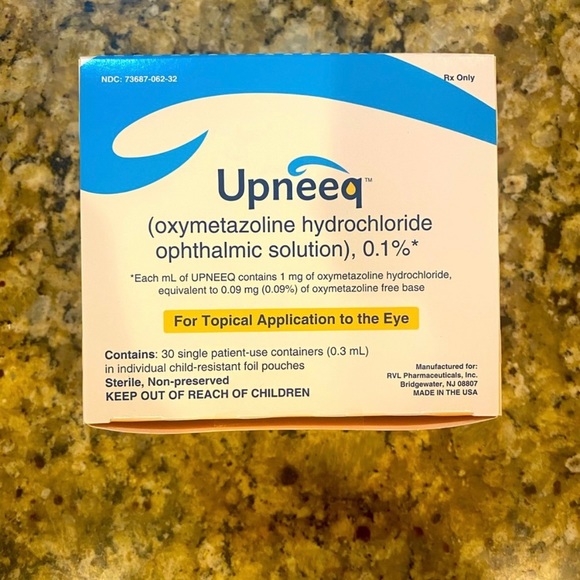 NDC: 73687-062-32
Rx Only
Upneeq™
(oxymetazoline hydrochloride
ophthalmic solution), 0.1%*
*Each mL of UPNEEQ contains 1 mg of oxymetazoline hydrochloride,
equivalent to 0.09 mg (0.09%) of oxymetazoline free base
For Topical Application to the Eye
Contains: 30 single patient-use containers (0.3 mL)
in individual child-resistant foil pouches
Sterile, Non-preserved
KEEP OUT OF REACH OF CHILDREN
Manufactured for:
RVL Pharmaceuticals, Inc.
Bridgewater, NJ 08807
MADE IN THE USA